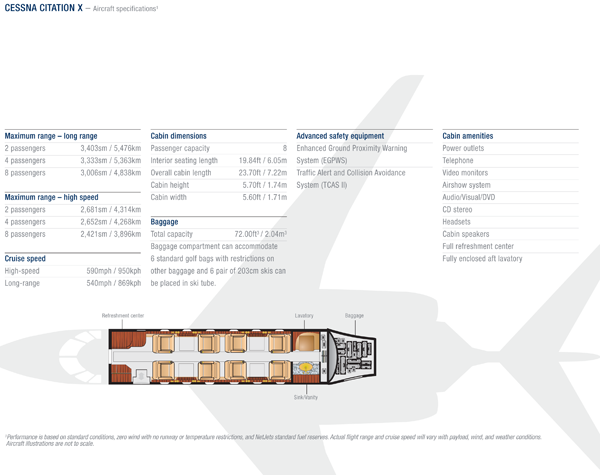 CESSNA CITATION X – Aircraft specifications¹
Maximum range – long range
2 passengers 3,403sm / 5,476km
4 passengers 3,333sm / 5,363km
8 passengers 3,006sm / 4,838km
Maximum range – high speed
2 passengers 2,681sm / 4,314km
4 passengers 2,652sm / 4,268km
8 passengers 2,421sm / 3,896km
Cruise speed
High-speed 590mph / 950kph
Long-range 540mph / 869kph
Cabin dimensions
Passenger capacity 8
Interior seating length 19.84ft / 6.05m
Overall cabin length 23.70ft / 7.22m
Cabin height 5.70ft / 1.74m
Cabin width 5.60ft / 1.71m
Baggage
Total capacity 72.00ft³ / 2.04m³
Baggage compartment can accommodate
6 standard golf bags with restrictions on
other baggage and 6 pair of 203cm skis can
be placed in ski tube.
Advanced safety equipment
Enhanced Ground Proximity Warning
System (EGPWS)
Traffic Alert and Collision Avoidance
System (TCAS II)
Cabin amenities
Power outlets
Telephone
Video monitors
Airshow system
Audio/Visual/DVD
CD stereo
Headsets
Cabin speakers
Full refreshment center
Fully enclosed aft lavatory
Refreshment center
Lavatory
Baggage
Sink/Vanity
¹Performance is based on standard conditions, zero wind with no runway or temperature restrictions, and NetJets standard fuel reserves. Actual flight range and cruise speed will vary with payload, wind, and weather conditions.
Aircraft illustrations are not to scale.